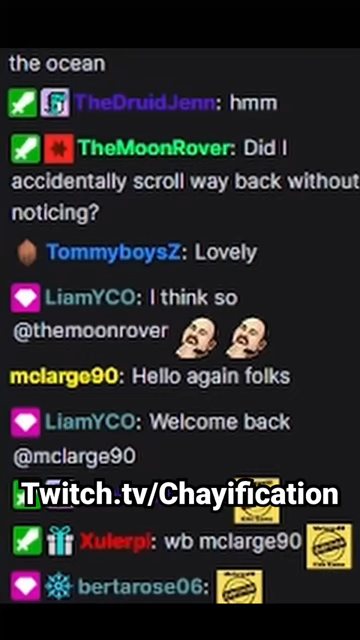 the ocean
TheDruidJenn: hmm
TheMoonRover: Did I
accidentally scroll way back without
noticing?
TommyboysZ: Lovely
LiamYCO: I think so
@themoonrover
mclarge90: Hello again folks
LiamYCO: Welcome back
@mclarge90
Twitch.tv/Chayification
Xulerpl: wb mclarge90
bertarose06: